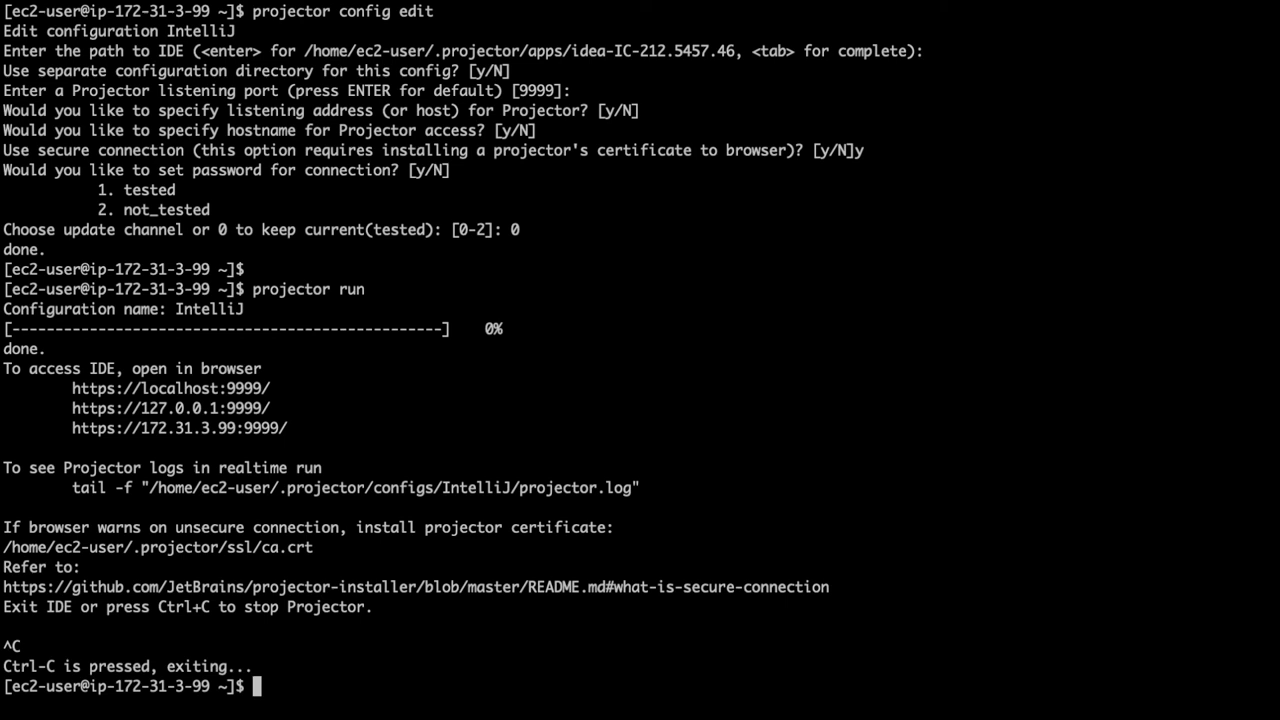 [ec2-user@ip-172-31-3-99 ~]$ projector config edit
Edit configuration IntelliJ
Enter the path to IDE (<enter> for /home/ec2-user/.projector/apps/idea-IC-212.5457.46, <tab> for complete):
Use separate configuration directory for this config? [y/N]
Enter a Projector listening port (press ENTER for default) [9999]:
Would you like to specify listening address (or host) for Projector? [y/N]
Would you like to specify hostname for Projector access? [y/N]
Use secure connection (this option requires installing a projector's certificate to browser)? [y/N]y
Would you like to set password for connection? [y/N]
1. tested
2. not_tested
Choose update channel or 0 to keep current(tested): [0-2]: 0
done.
[ec2-user@ip-172-31-3-99 ~]$
[ec2-user@ip-172-31-3-99 ~]$ projector run
Configuration name: IntelliJ
[--------------------------------------------------] 0%
done.
To access IDE, open in browser
https://localhost:9999/
https://127.0.0.1:9999/
https://172.31.3.99:9999/
To see Projector logs in realtime run
tail -f "/home/ec2-user/.projector/configs/IntelliJ/projector.log"
If browser warns on unsecure connection, install projector certificate:
/home/ec2-user/.projector/ssl/ca.crt
Refer to:
https://github.com/JetBrains/projector-installer/blob/master/README.md#what-is-secure-connection
Exit IDE or press Ctrl+C to stop Projector.
^C
Ctrl-C is pressed, exiting...
[ec2-user@ip-172-31-3-99 ~]$